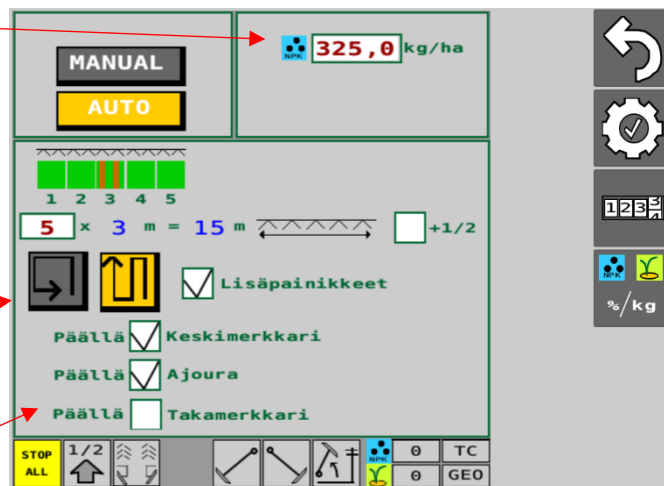 MANUAL
AUTO
NPK 325,0 kg/ha
1 2 3 4 5
5 x 3 m = 15 m +1/2
Lisäpainikkeet
Päällä Keskimerkkari
Päällä Ajoura
Päällä Takamerkkari
1234
NPK
%/kg
STOP ALL
1/2
NPK 0 TC
0 GEO